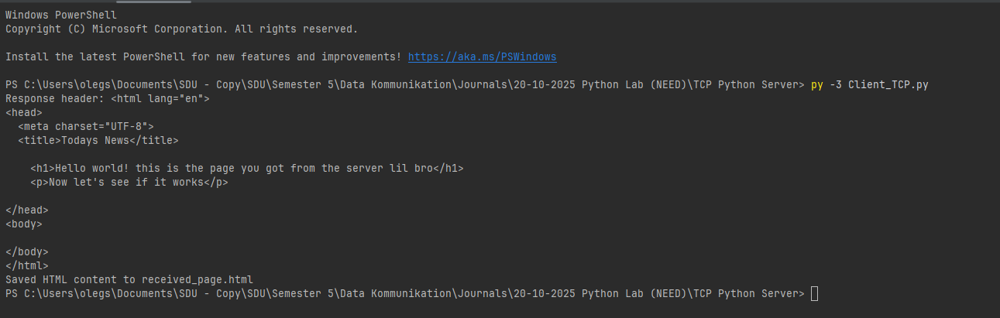 Windows PowerShell
Copyright (C) Microsoft Corporation. All rights reserved.
Install the latest PowerShell for new features and improvements! https://aka.ms/PSWindows
PS C:\Users\olegs\Documents\SDU - Copy\SDU\Semester 5\Data Kommunikation\Journals\20-10-2025 Python Lab (NEED)\TCP Python Server> py -3 Client_TCP.py
Response header: <html lang="en">
<head>
  <meta charset="UTF-8">
  <title>Todays News</title>
    <h1>Hello world! this is the page you got from the server lil bro</h1>
    <p>Now let's see if it works</p>
</head>
<body>
</body>
</html>
Saved HTML content to received_page.html
PS C:\Users\olegs\Documents\SDU - Copy\SDU\Semester 5\Data Kommunikation\Journals\20-10-2025 Python Lab (NEED)\TCP Python Server>